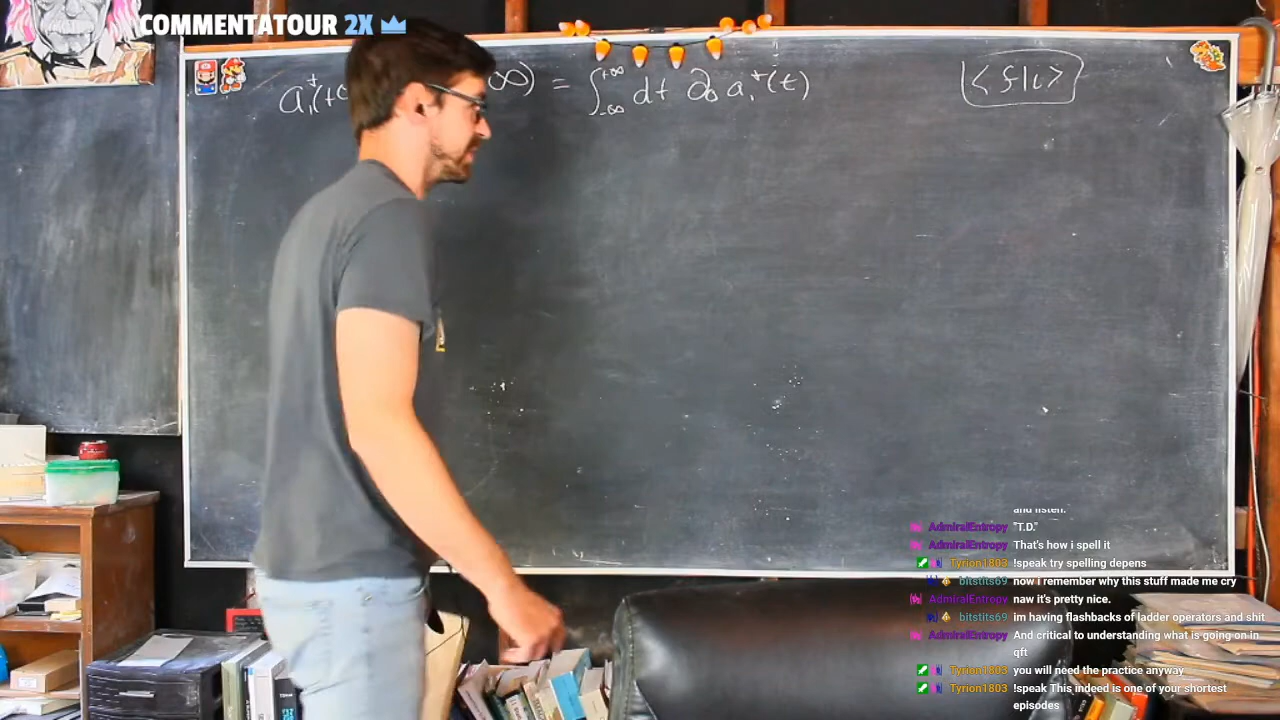 COMMENTATOUR 2X
a₁†(+ ∞) = ∫₋∞⁺∞ dt ∂₀ a₁†(t)
|<f|i>
and listen.
AdmiralEntropy "T.D."
AdmiralEntropy That's how i spell it
Tyrion1803 !speak try spelling depens
bitstits69 now i remember why this stuff made me cry
AdmiralEntropy naw it's pretty nice.
bitstits69 im having flashbacks of ladder operators and shit
AdmiralEntropy And critical to understanding what is going on in
qft
Tyrion1803 you will need the practice anyway
Tyrion1803 !speak This indeed is one of your shortest
episodes